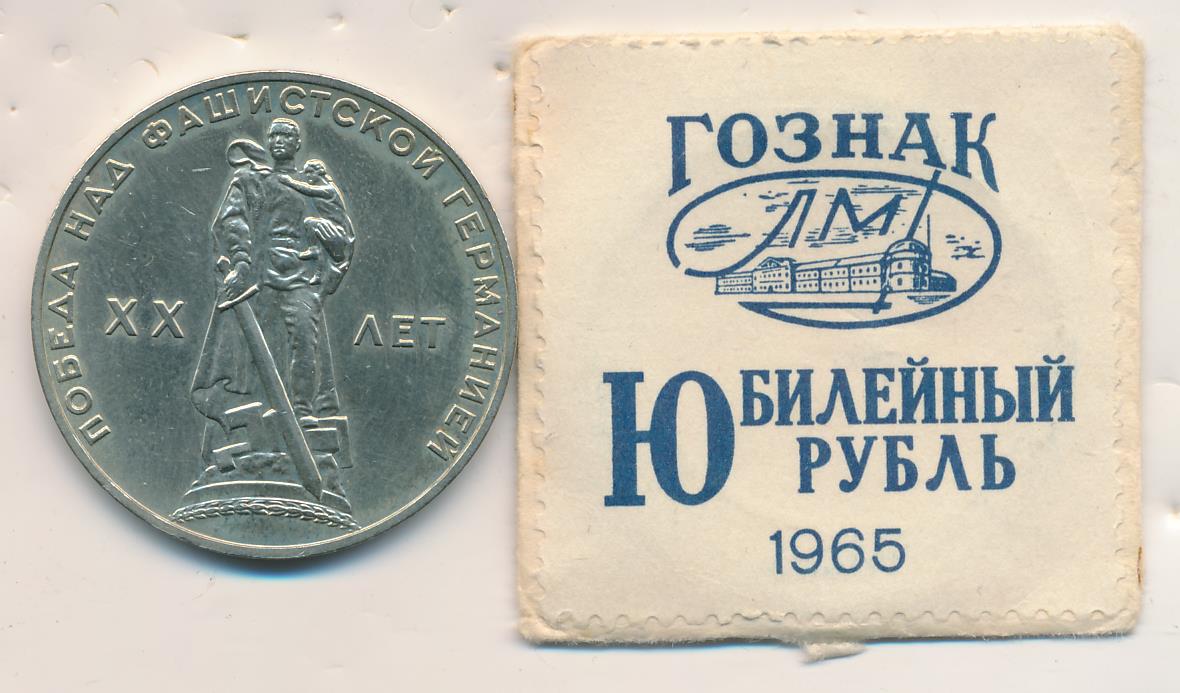 ПОБЕДА НАД ФАШИСТСКОЙ ГЕРМАНИЕЙ
XX ЛЕТ
ГОЗНАК
ЛМ
ЮБИЛЕЙНЫЙ
РУБЛЬ
1965